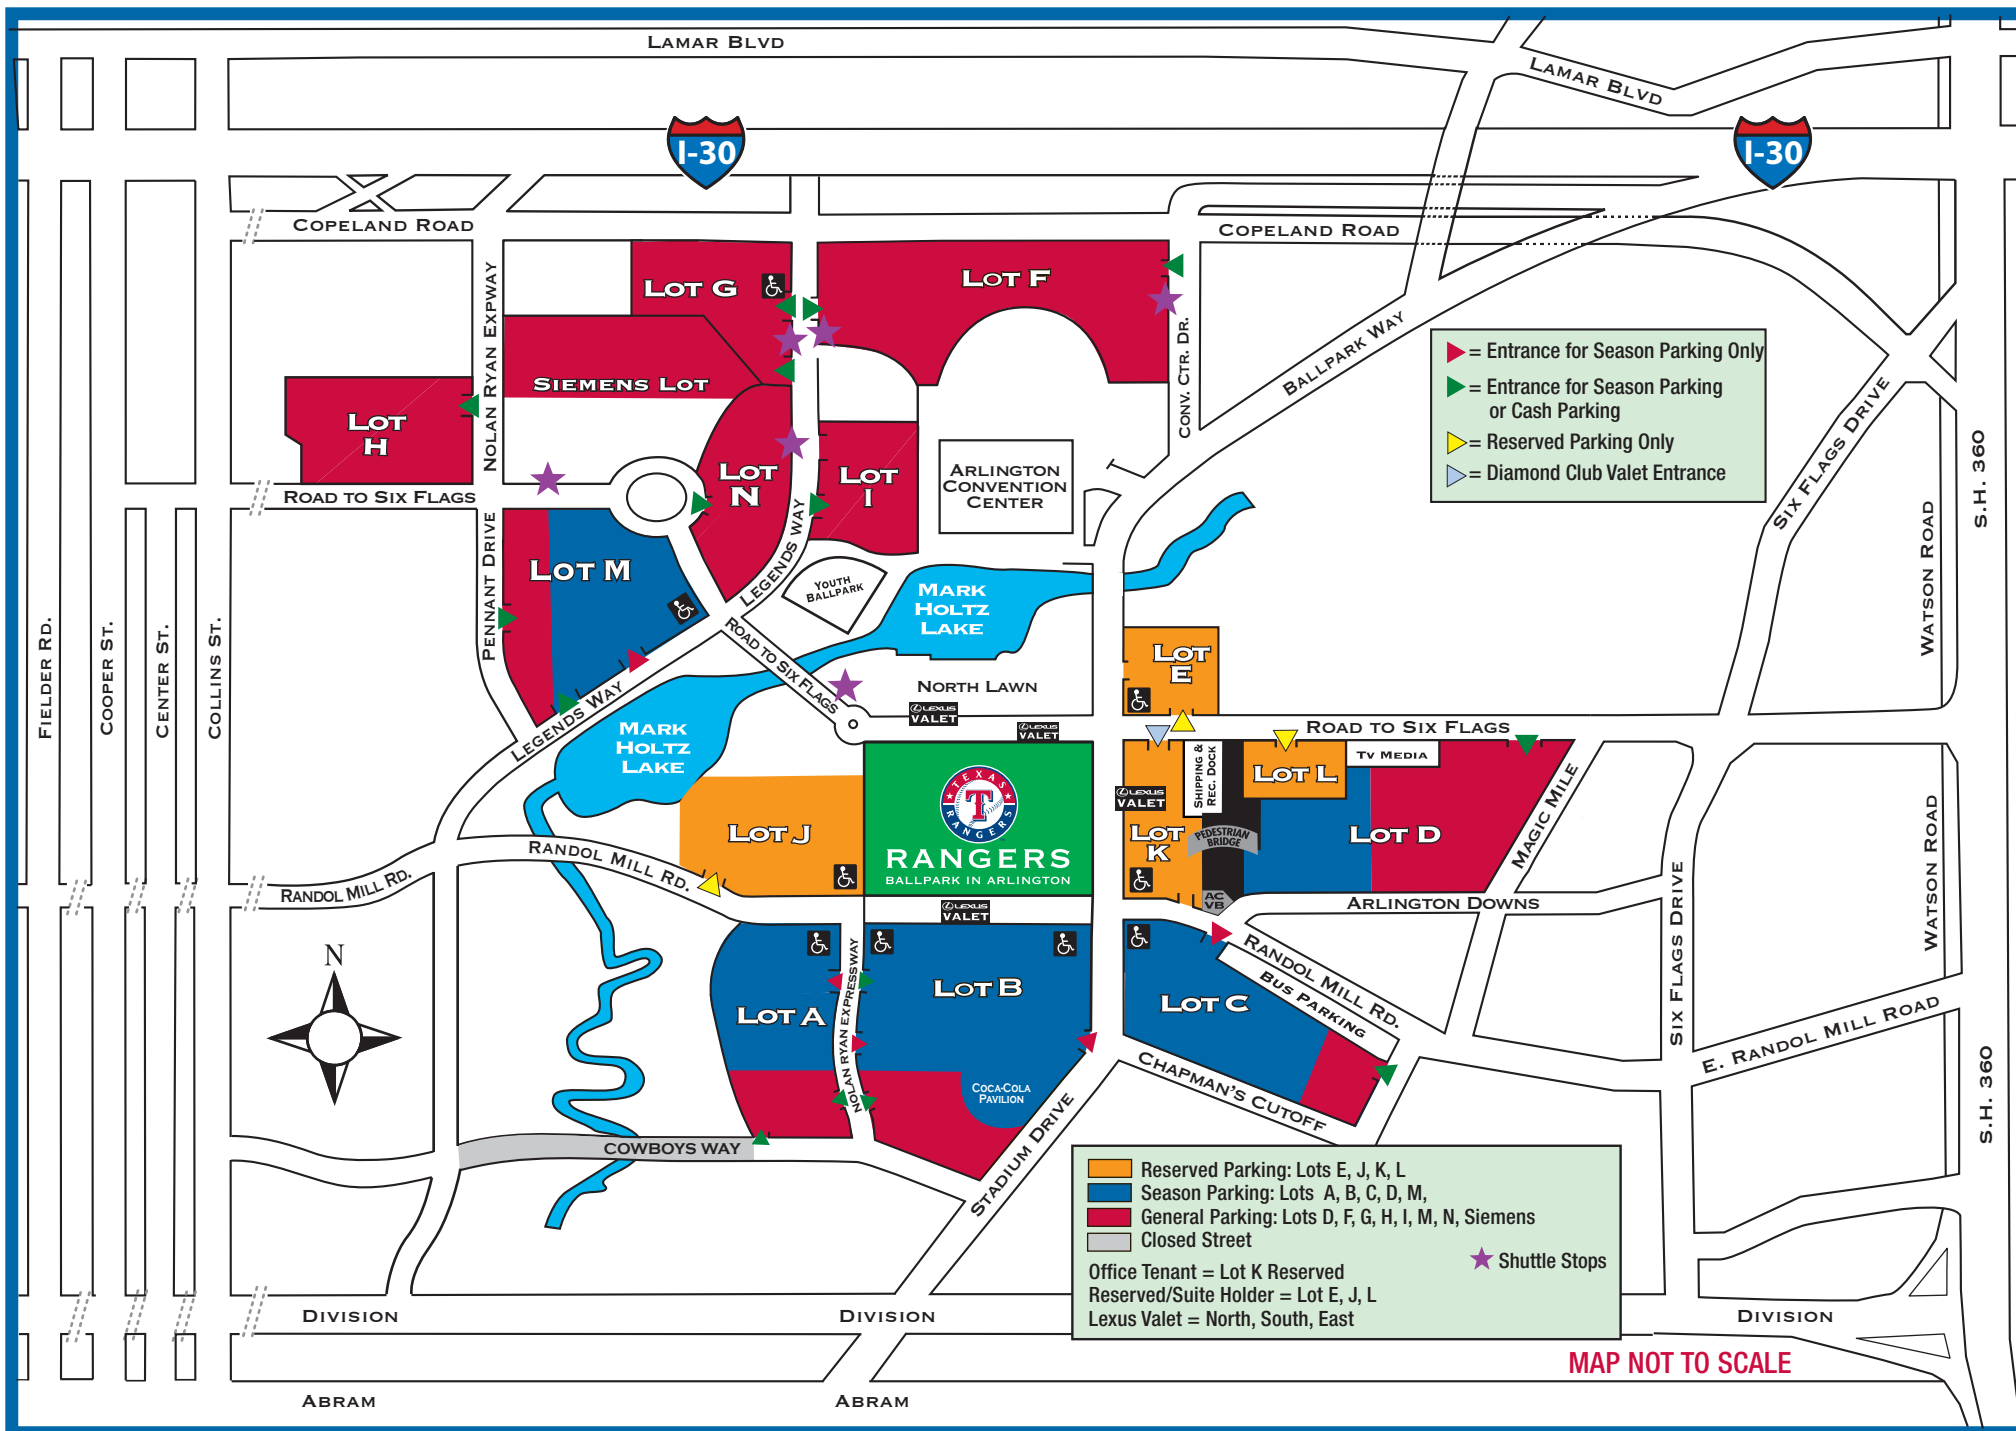 LAMAR BLVD
LAMAR BLVD
I-30
I-30
COPELAND ROAD
COPELAND ROAD
LOT G
LOT F
NOLAN RYAN EXPWAY
SIEMENS LOT
CONV. CTR. DR.
BALLPARK WAY
= Entrance for Season Parking Only
= Entrance for Season Parking
or Cash Parking
= Reserved Parking Only
= Diamond Club Valet Entrance
SIX FLAGS DRIVE
S.H. 360
WATSON ROAD
LOT
H
LOT
N
LOT
I
ARLINGTON
CONVENTION
CENTER
ROAD TO SIX FLAGS
LEGENDS WAY
PENNANT DRIVE
LOT M
YOUTH
BALLPARK
MARK
HOLTZ
LAKE
FIELDER RD.
COOPER ST.
CENTER ST.
COLLINS ST.
ROAD TO SIX FLAGS
LOT
E
NORTH LAWN
LEGENDS WAY
LEXUS
VALET
LEXUS
VALET
ROAD TO SIX FLAGS
MARK
HOLTZ
LAKE
SHIPPING &
REC. DOCK
TV MEDIA
LOT L
LEXUS
VALET
TEXAS
T
RANGERS
LOT J
LOT
K
PEDESTRIAN
BRIDGE
LOT D
MAGIC MILE
RANGERS
BALLPARK IN ARLINGTON
RANDOL MILL RD.
RANDOL MILL RD.
AC
VB
ARLINGTON DOWNS
WATSON ROAD
SIX FLAGS DRIVE
LEXUS
VALET
N
RANDOL MILL RD.
BUS PARKING
NOLAN RYAN EXPRESSWAY
LOT B
LOT A
LOT C
E. RANDOL MILL ROAD
COCA-COLA
PAVILION
CHAPMAN'S CUTOFF
S.H. 360
COWBOYS WAY
STADIUM DRIVE
Reserved Parking: Lots E, J, K, L
Season Parking: Lots A, B, C, D, M,
General Parking: Lots D, F, G, H, I, M, N, Siemens
Closed Street
Shuttle Stops
Office Tenant = Lot K Reserved
Reserved/Suite Holder = Lot E, J, L
Lexus Valet = North, South, East
DIVISION
DIVISION
DIVISION
MAP NOT TO SCALE
ABRAM
ABRAM